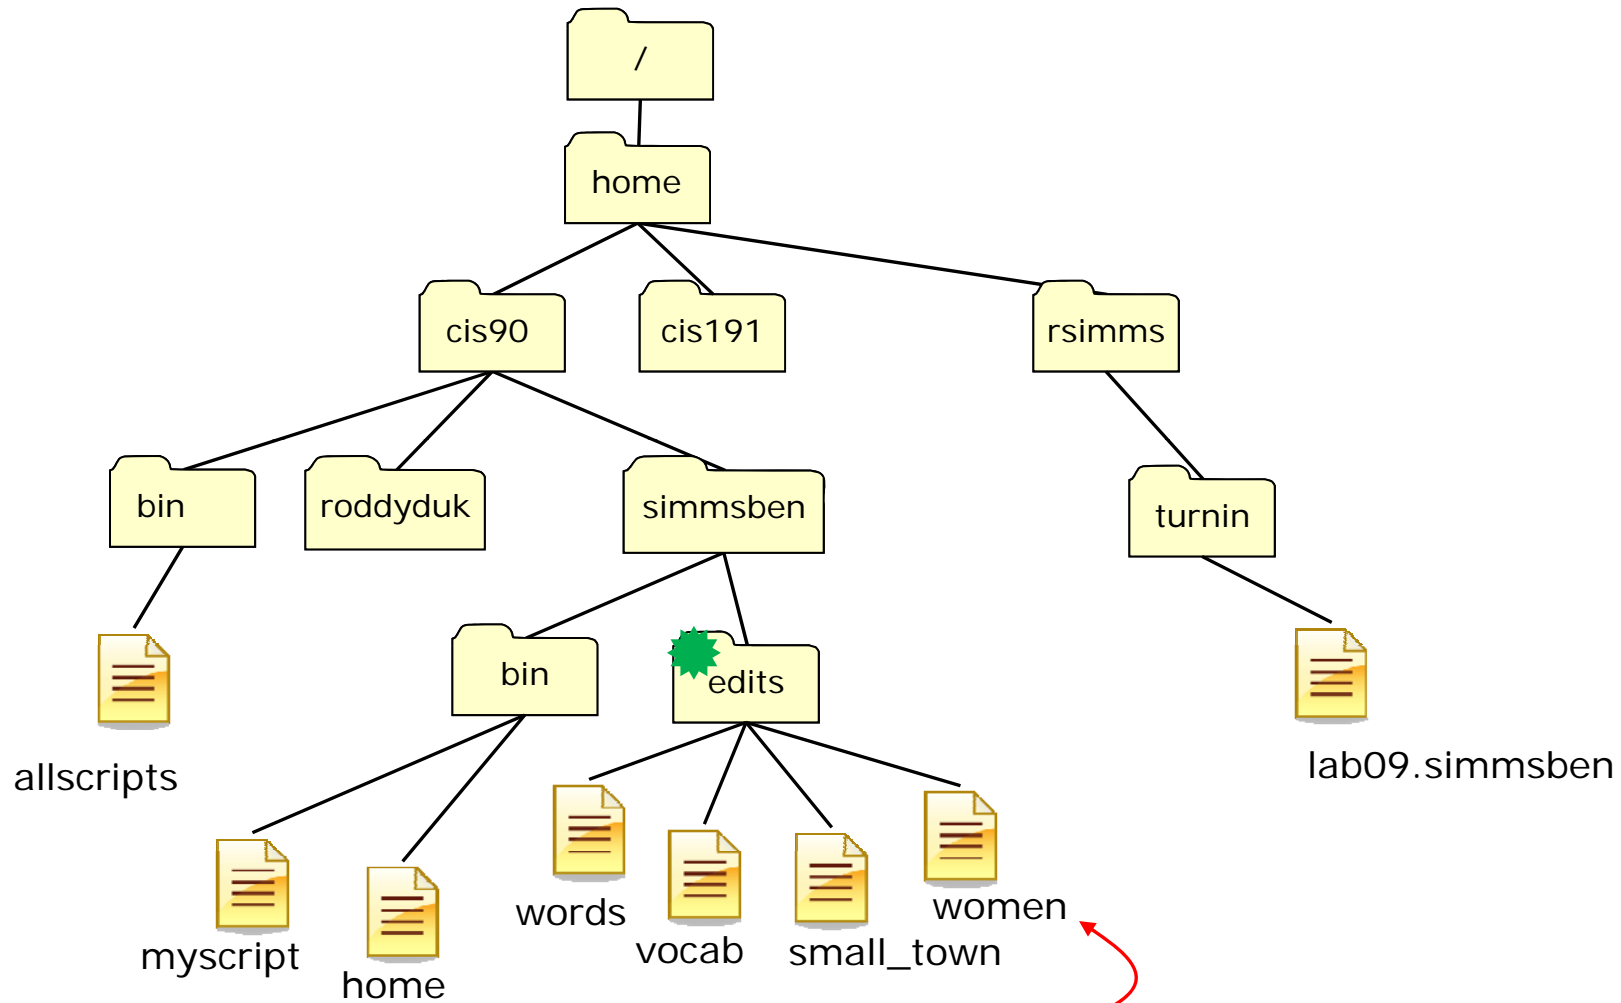 /
home
cis90
cis191
rsimms
bin
roddyduk
simmsben
turnin
bin
edits
allscripts
lab09.simmsben
words
women
myscript
vocab
small_town
home